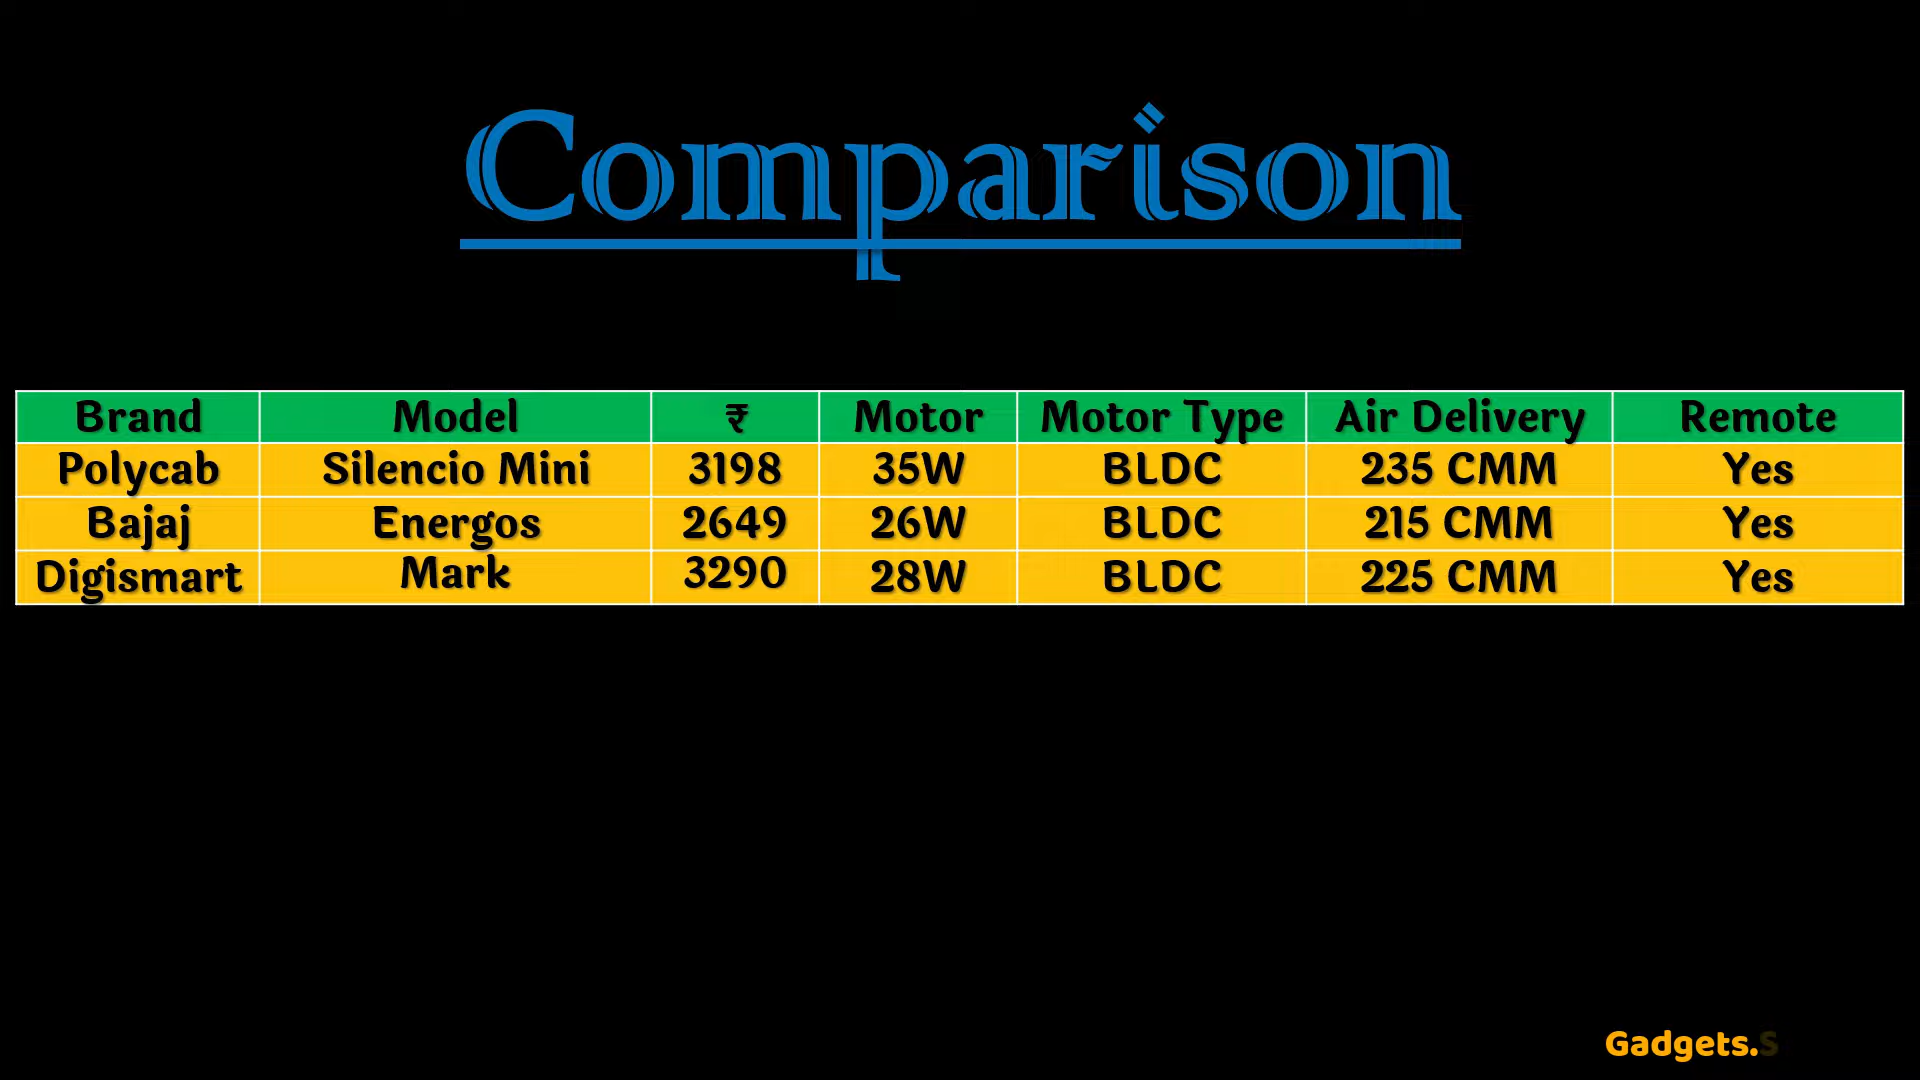 Comparison
Brand Model ₹ Motor Motor Type Air Delivery Remote
Polycab Silencio Mini 3198 35W BLDC 235 CMM Yes
Bajaj Energos 2649 26W BLDC 215 CMM Yes
Digismart Mark 3290 28W BLDC 225 CMM Yes
Gadgets.S